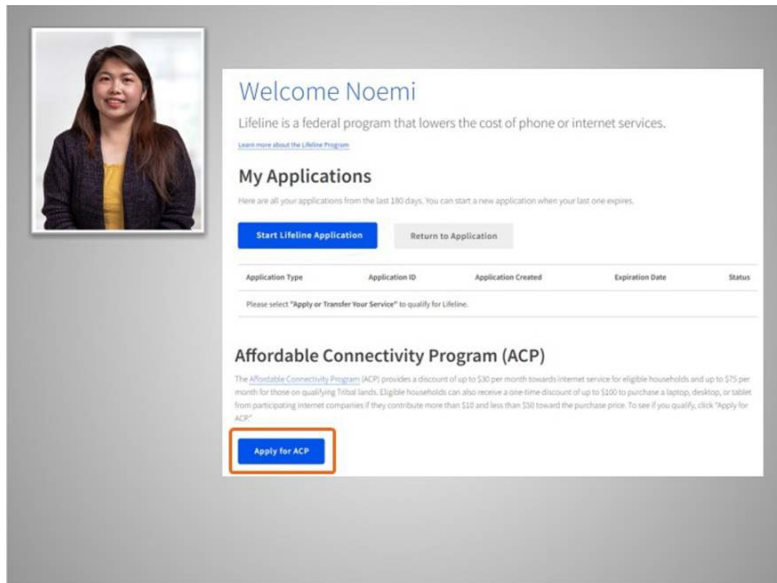 Welcome Noemi
Lifeline is a federal program that lowers the cost of phone or internet services.
Learn more about the Lifeline Program
My Applications
Here are all your applications from the last 180 days. You can start a new application when your last one expires.
Start Lifeline Application Return to Application
Application Type Application ID Application Created Expiration Date Status
Please select "Apply or Transfer Your Service" to qualify for Lifeline.
Affordable Connectivity Program (ACP)
The Affordable Connectivity Program (ACP) provides a discount of up to $30 per month towards internet service for eligible households and up to $75 per
month for those on qualifying Tribal lands. Eligible households can also receive a one-time discount of up to $100 to purchase a laptop, desktop, or tablet
from participating internet companies if they contribute more than $10 and less than $50 toward the purchase price. To see if you qualify, click "Apply for
ACP."
Apply for ACP